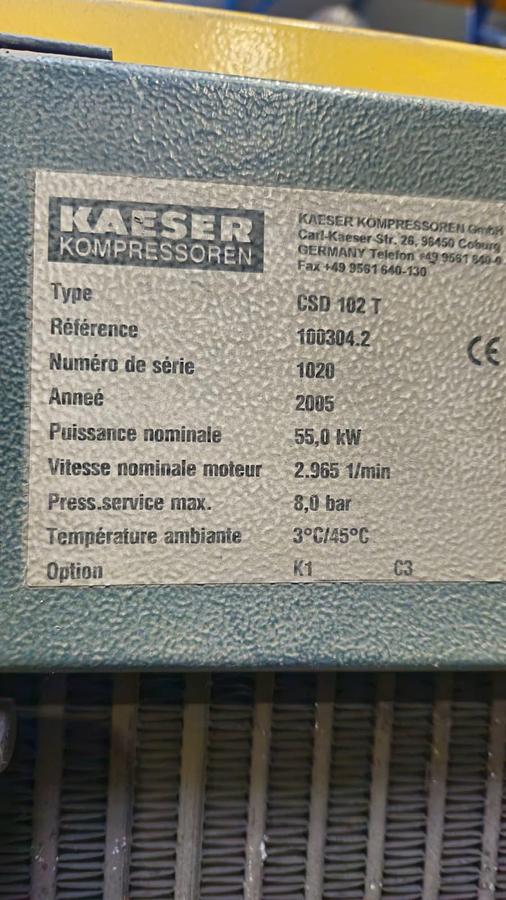 KAESER
KOMPRESSOREN
KAESER KOMPRESSOREN GmbH
Carl-Kaeser-Str. 26, 96450 Coburg
GERMANY Telefon +49 9561 640-0
Fax +49 9561 640-130
Type CSD 102 T
Référence 100304.2
CE
Numéro de série 1020
Anneé 2005
Puissance nominale 55,0 kW
Vitesse nominale moteur 2.965 1/min
Press.service max. 8,0 bar
Température ambiante 3°C/45°C
Option K1 C3